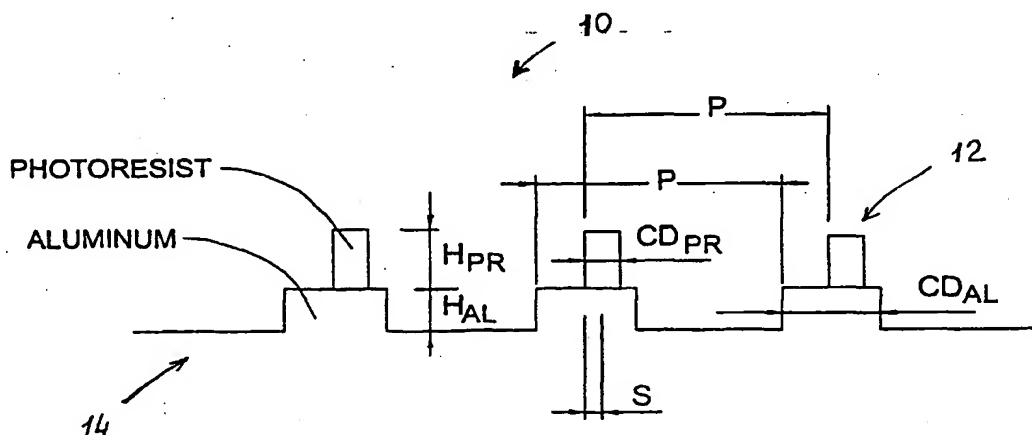 10
P
12
PHOTORESIST
P
ALUMINUM
HPR
CDPR
HAL
CDAL
S
14